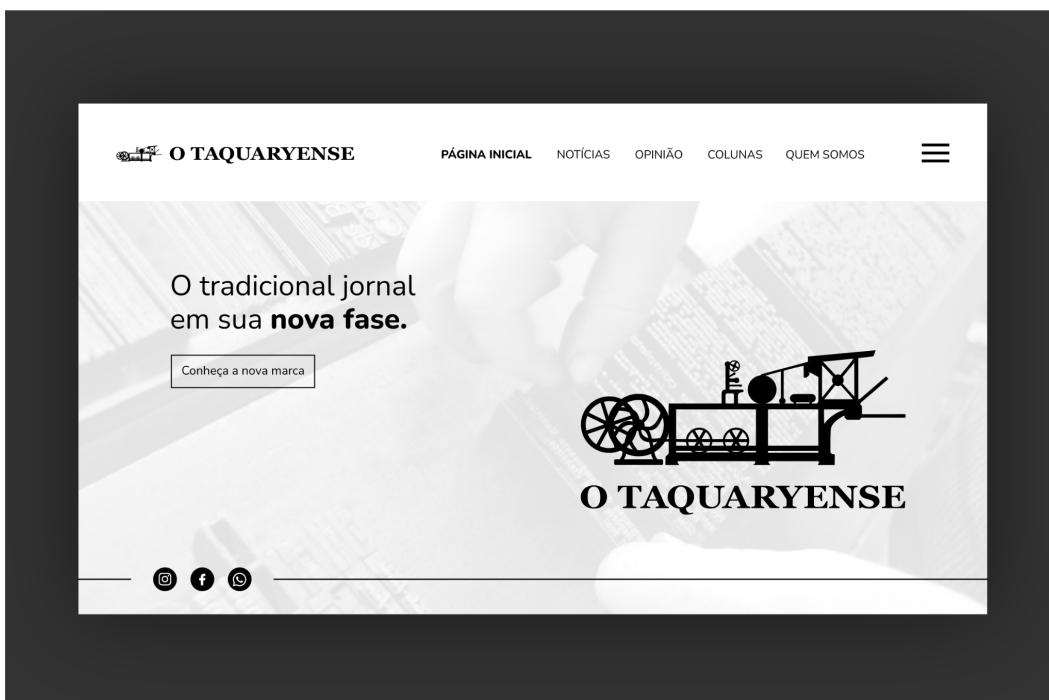 O TAQUARYENSE
PÁGINA INICIAL NOTÍCIAS OPINIÃO COLUNAS QUEM SOMOS
O tradicional jornal
em sua nova fase.
Conheça a nova marca
O TAQUARYENSE